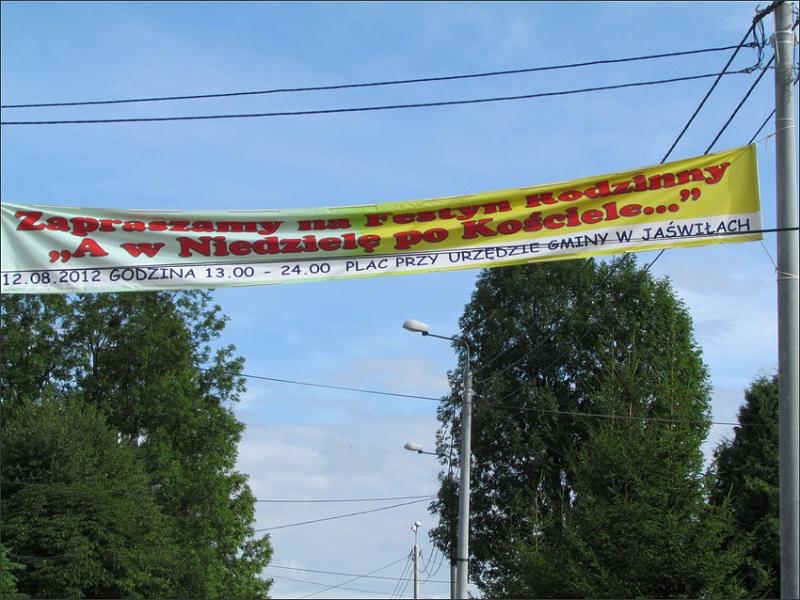 Zapraszamy na Festyn Rodzinny
„A w Niedzielę po Kościele...”
12.08.2012 GODZINA 13.00 - 24.00 PLAC PRZY URZĘDZIE GMINY W JAŚWIŁACH